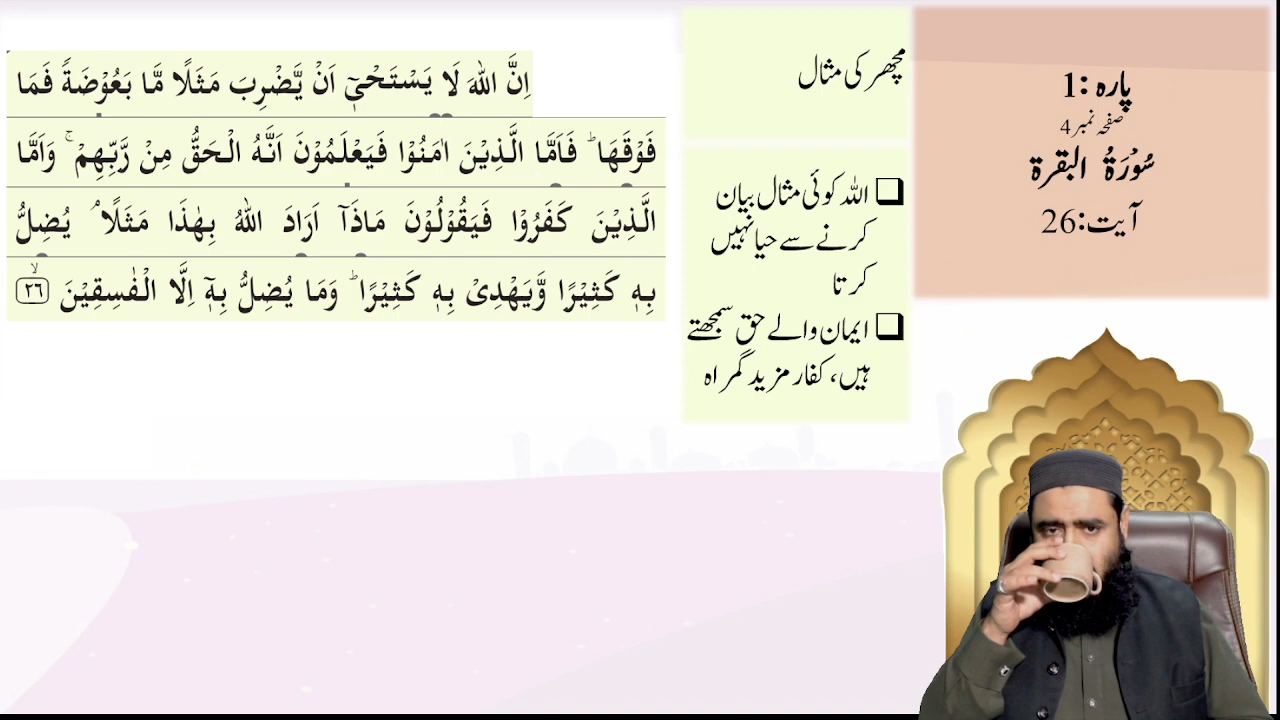 پارہ :1
صفحہ نمبر 4
سُوْرَۃُ البقرۃ
آیت:26
مچھر کی مثال
❑ اللہ کوئی مثال بیان
کرنے سے حیا نہیں
کرتا
❑ ایمان والے حق سمجھتے
ہیں، کفار مزید گمراہ
اِنَّ اللّٰهَ لَا يَسْتَحْيٖۤ اَنْ يَّضْرِبَ مَثَلًا مَّا بَعُوْضَةً فَمَا
فَوْقَهَا ؕ فَاَمَّا الَّذِيْنَ اٰمَنُوْا فَيَعْلَمُوْنَ اَنَّهُ الْحَقُّ مِنْ رَّبِّهِمْ ۚ وَاَمَّا
الَّذِيْنَ كَفَرُوْا فَيَقُوْلُوْنَ مَاذَاۤ اَرَادَ اللّٰهُ بِهٰذَا مَثَلًا ۘ يُضِلُّ
بِهٖ كَثِيْرًا وَّيَهْدِىْ بِهٖ كَثِيْرًا ؕ وَمَا يُضِلُّ بِهٖۤ اِلَّا الْفٰسِقِيْنَ ۙ ٢٦